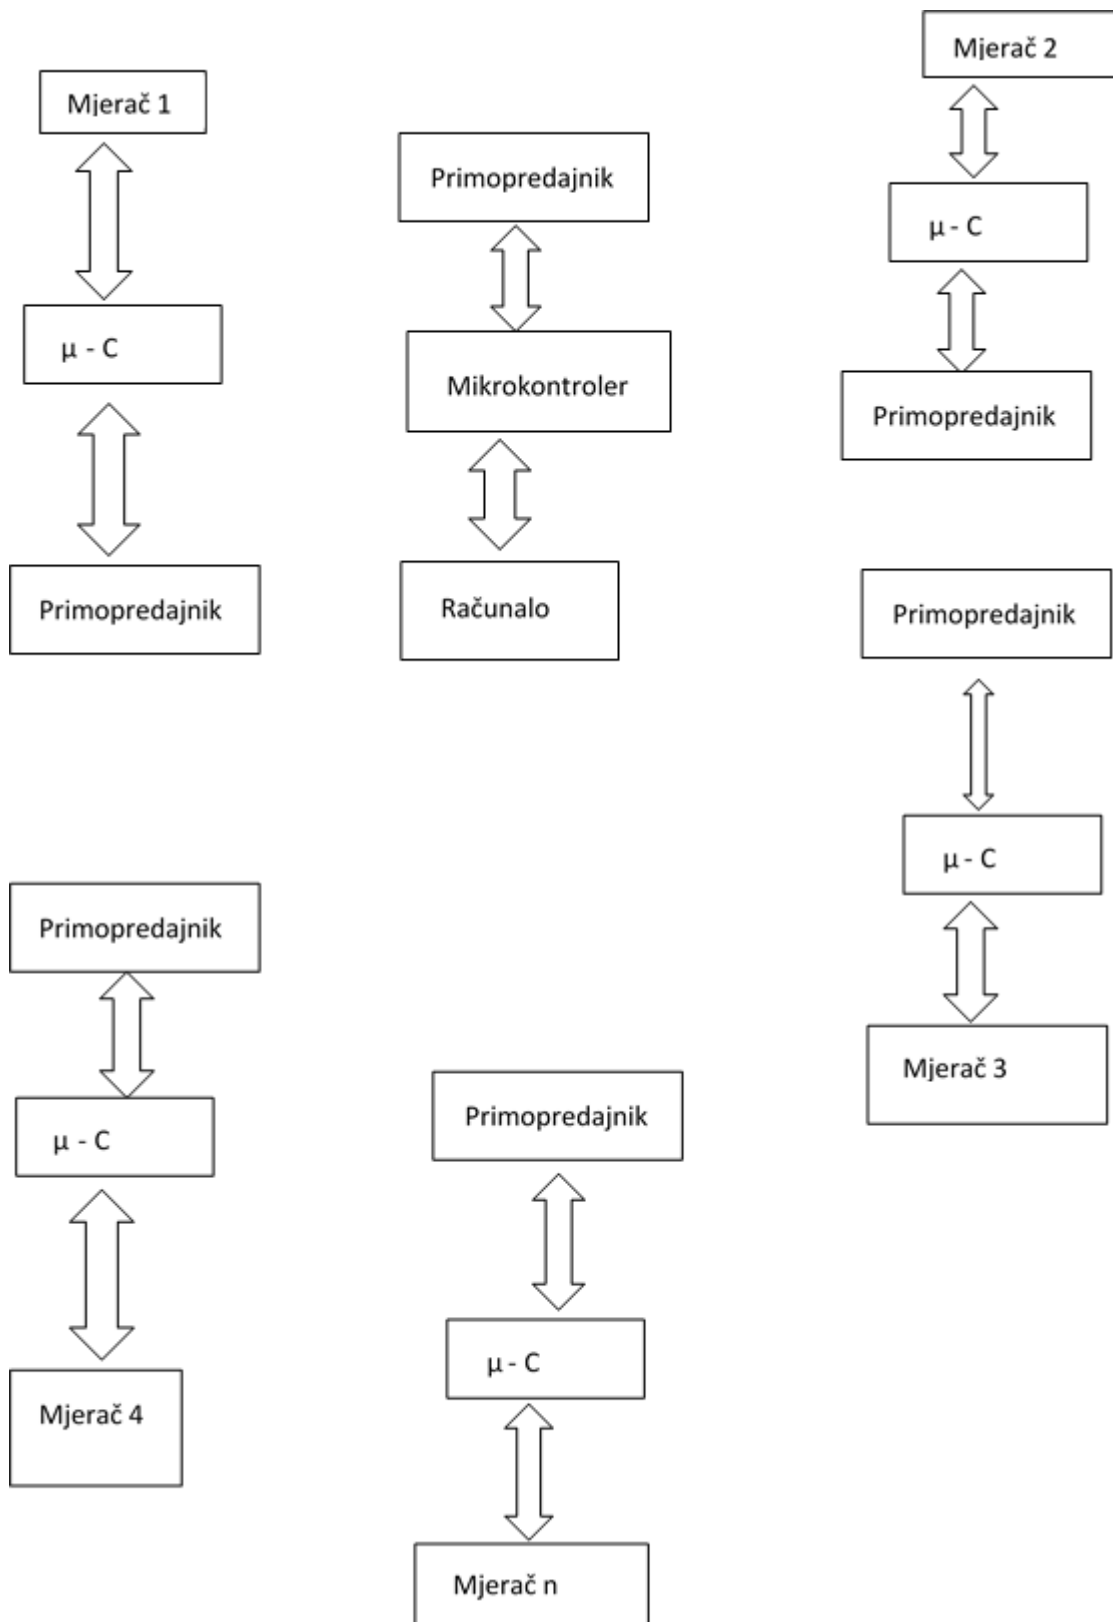 Mjerač 1
μ - C
Primopredajnik
Primopredajnik
Mikrokontroler
Računalo
Mjerač 2
μ - C
Primopredajnik
Primopredajnik
μ - C
Mjerač 3
Primopredajnik
μ - C
Mjerač 4
Primopredajnik
μ - C
Mjerač n